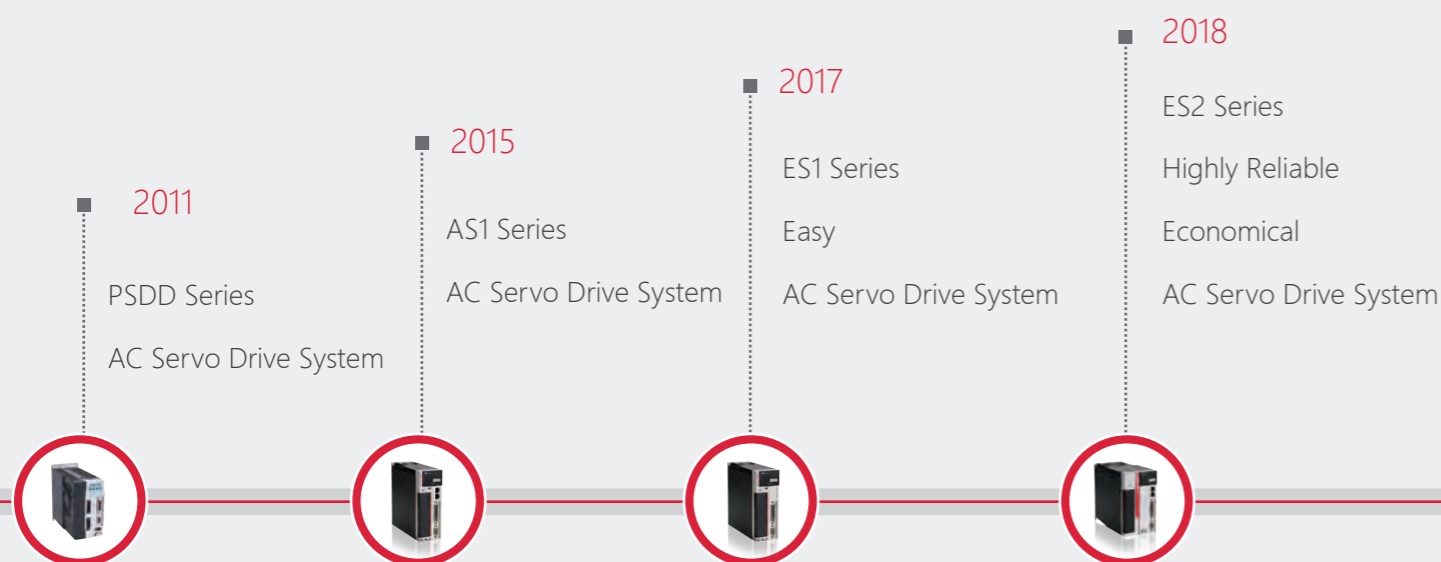 2011
PSDD Series
AC Servo Drive System
2015
AS1 Series
AC Servo Drive System
2017
ES1 Series
Easy
AC Servo Drive System
2018
ES2 Series
Highly Reliable
Economical
AC Servo Drive System